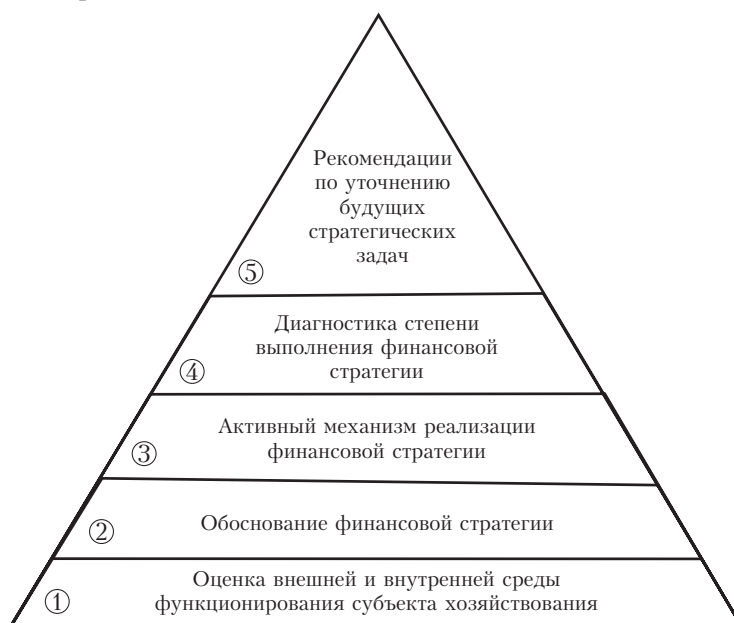 Рекомендации
по уточнению
будущих
стратегических
задач
⑤
Диагностика степени
выполнения финансовой
стратегии
④
Активный механизм реализации
финансовой стратегии
③
Обоснование финансовой стратегии
②
Оценка внешней и внутренней среды
функционирования субъекта хозяйствования
①